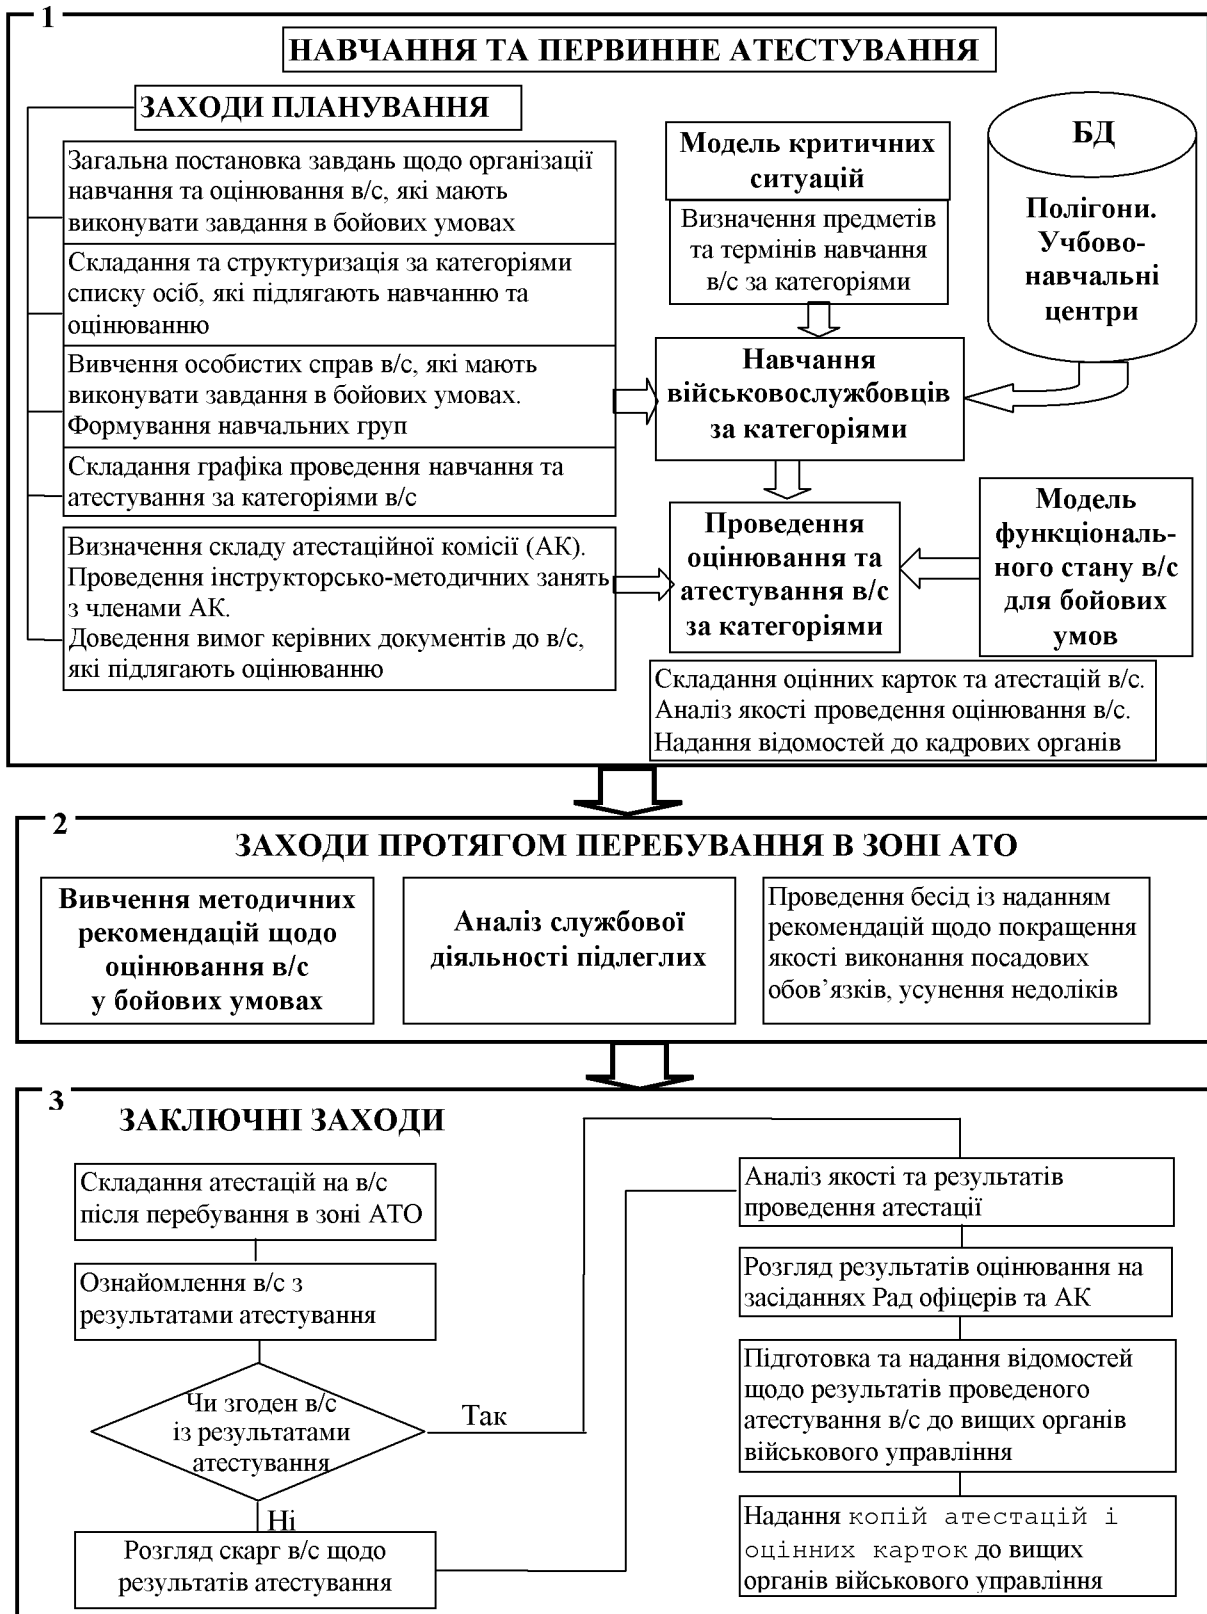 1
НАВЧАННЯ ТА ПЕРВИННЕ АТЕСТУВАННЯ
ЗАХОДИ ПЛАНУВАННЯ
Загальна постановка завдань щодо організації
навчання та оцінювання в/с, які мають
виконувати завдання в бойових умовах
Складання та структуризація за категоріями
списку осіб, які підлягають навчанню та
оцінюванню
Вивчення особистих справ в/с, які мають
виконувати завдання в бойових умовах.
Формування навчальних груп
Складання графіка проведення навчання та
атестування за категоріями в/с
Визначення складу атестаційної комісії (АК).
Проведення інструкторсько-методичних занять
з членами АК.
Доведення вимог керівних документів до в/с,
які підлягають оцінюванню
Модель критичних
ситуацій
Визначення предметів
та термінів навчання
в/с за категоріями
БД
Полігони.
Учбово-
навчальні
центри
Навчання
військовослужбовців
за категоріями
Проведення
оцінювання та
атестування в/с
за категоріями
Модель
функціональ-
ного стану в/с
для бойових
умов
Складання оцінних карток та атестацій в/с.
Аналіз якості проведення оцінювання в/с.
Надання відомостей до кадрових органів
2
ЗАХОДИ ПРОТЯГОМ ПЕРЕБУВАННЯ В ЗОНІ АТО
Вивчення методичних
рекомендацій щодо
оцінювання в/с
у бойових умовах
Аналіз службової
діяльності підлеглих
Проведення бесід із наданням
рекомендацій щодо покращення
якості виконання посадових
обов’язків, усунення недоліків
3
ЗАКЛЮЧНІ ЗАХОДИ
Складання атестацій на в/с
після перебування в зоні АТО
Ознайомлення в/с з
результатами атестування
Чи згоден в/с
із результатами
атестування
Так
Ні
Розгляд скарг в/с щодо
результатів атестування
Аналіз якості та результатів
проведення атестації
Розгляд результатів оцінювання на
засіданнях Рад офіцерів та АК
Підготовка та надання відомостей
щодо результатів проведеного
атестування в/с до вищих органів
військового управління
Надання копій атестацій і
оцінних карток до вищих
органів військового управління